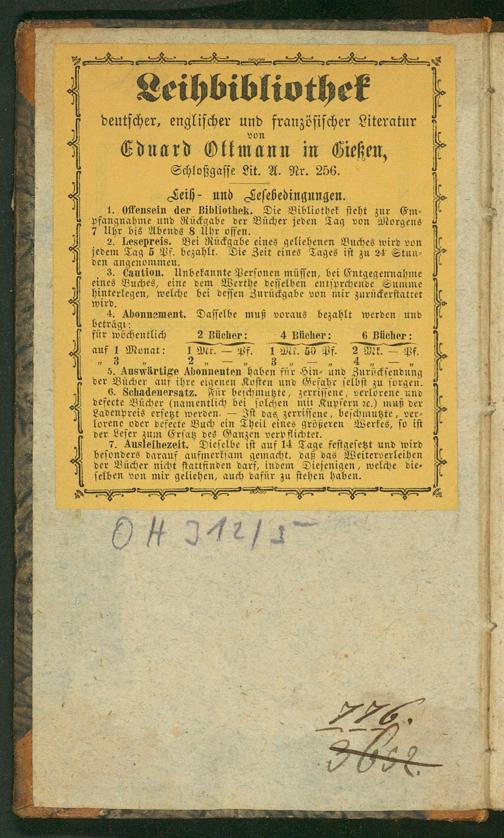 Leihbibliothek
deutscher, englischer und französischer Literatur
von
Eduard Ottmann in Gießen,
Schloßgasse Lit. A. Nr. 256.
Leih- und Lesebedingungen.
1. Offensein der Bibliothek. Die Bibliothek steht zur Em-
pfangnahme und Rückgabe der Bücher jeden Tag von Morgens
7 Uhr bis Abends 8 Uhr offen.
2. Lesepreis. Bei Rückgabe eines geliehenen Buches wird von
jedem Tag 5 Pf. bezahlt. Die Zeit eines Tages ist zu 24 Stun-
den angenommen.
3. Caution. Unbekannte Personen müssen, bei Entgegennahme
eines Buches, eine dem Werthe desselben entsprchende Summe
hinterlegen, welche bei dessen Zurückgabe von mir zurückerstattet
wird.
4. Abonnement. Dasselbe muß voraus bezahlt werden und
beträgt:
für wöchentlich 2 Bücher: 4 Bücher: 6 Bücher:
auf 1 Monat: 1 Mk. — Pf. 1 Mk. 50 Pf. 2 Mk. — Pf.
„ 3 „ 2 „ — „ 3 „ — „ 4 „ — „
5. Auswärtige Abonnenten haben für Hin- und Zurücksendung
der Bücher auf ihre eigenen Kosten und Gefahr selbst zu sorgen.
6. Schadenersatz. Für beschmutzte, zerrissene, verlorene und
defecte Bücher (namentlich bei solchen mit Kupfern ꝛc.) muß der
Ladenpreis ersetzt werden. — Ist das zerrissene, beschmutzte, ver-
lorene oder defecte Buch ein Theil eines größeren Werkes, so ist
der Leser zum Ersatz des Ganzen verpflichtet.
7. Ausleihezeit. Dieselbe ist auf 14 Tage festgesetzt und wird
besonders darauf aufmerksam gemacht, daß das Weiterverleihen
der Bücher nicht stattfinden darf, indem Diejenigen, welche die-
selben von mir geliehen, auch dafür zu stehen haben.
OH 312/5
776.